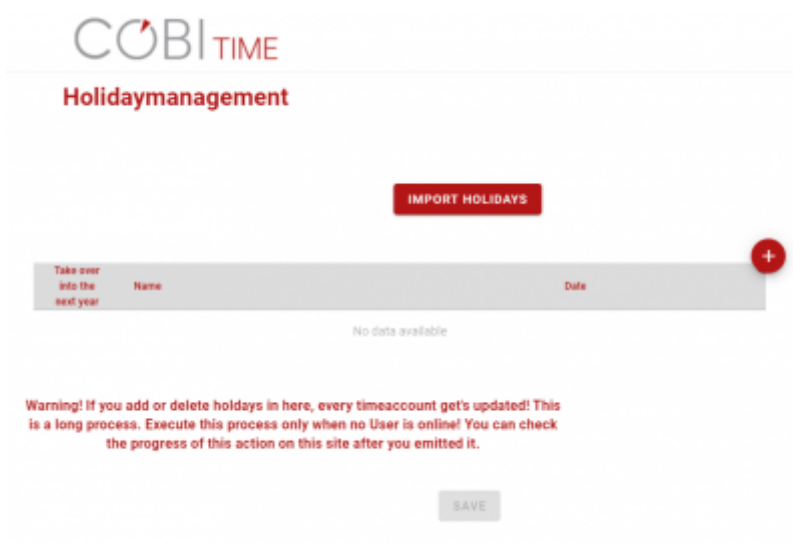 COBI TIME
Holidaymanagement
IMPORT HOLIDAYS
+
Take over
into the
next year
Name
Date
No data available
Warning! If you add or delete holdays in here, every timeaccount get's updated! This
is a long process. Execute this process only when no User is online! You can check
the progress of this action on this site after you emitted it.
SAVE